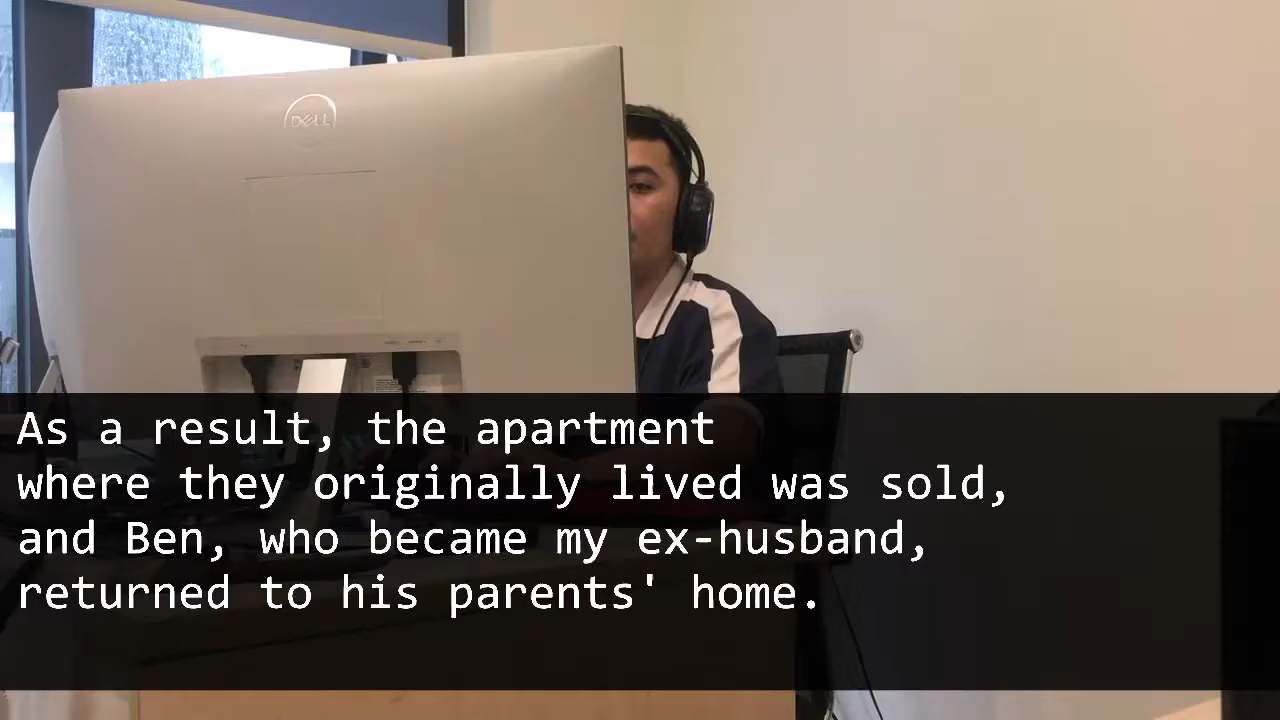 DELL
As a result, the apartment
where they originally lived was sold,
and Ben, who became my ex-husband,
returned to his parents' home.